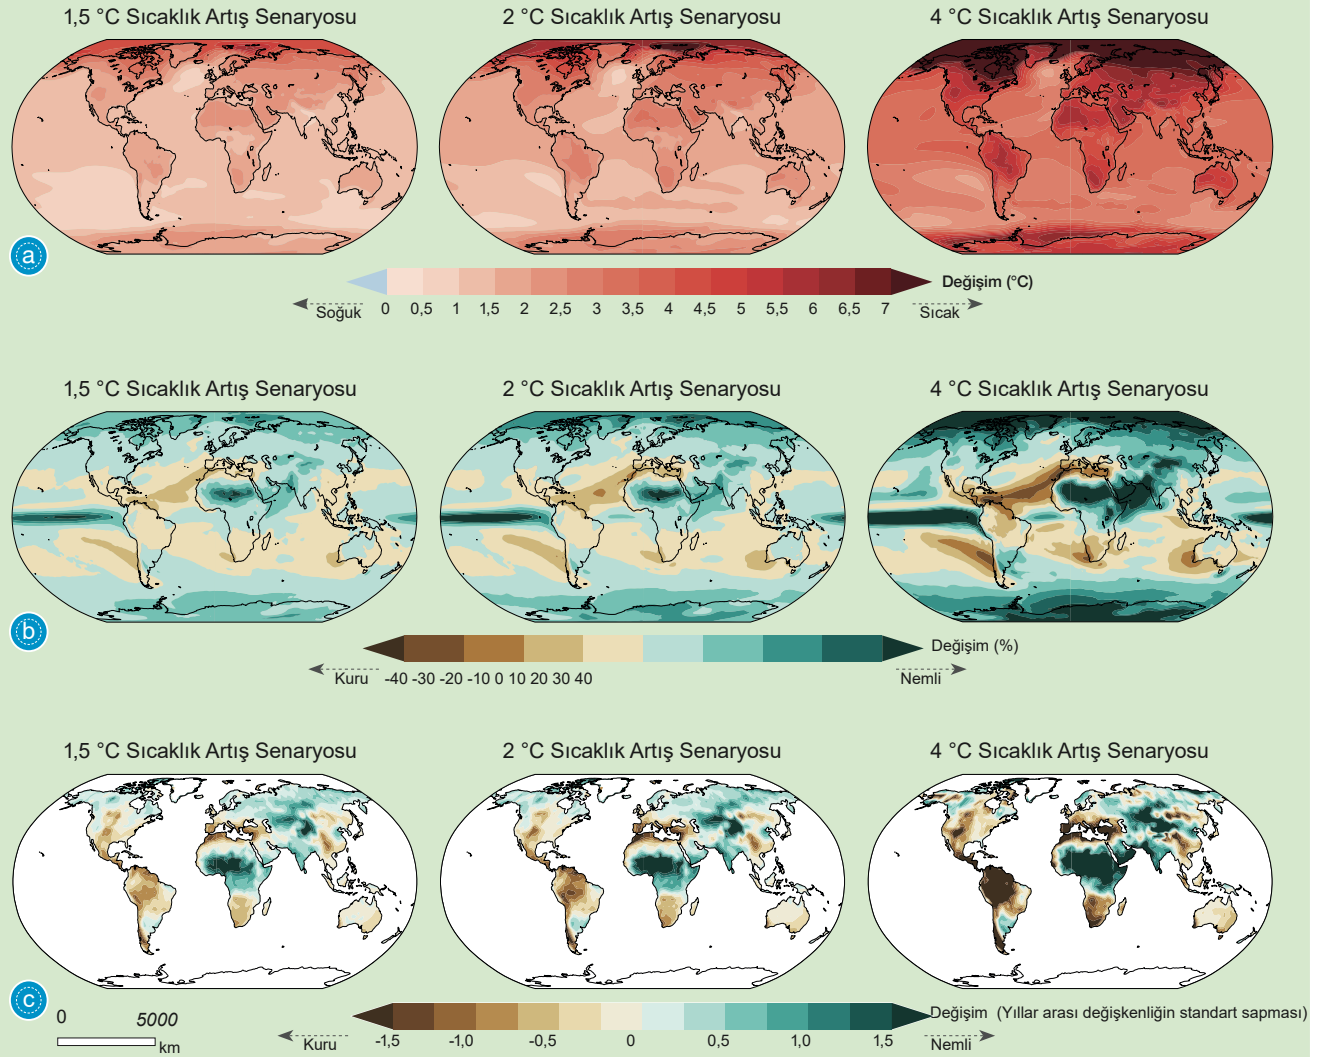 1,5 °C Sıcaklık Artış Senaryosu
2 °C Sıcaklık Artış Senaryosu
4 °C Sıcaklık Artış Senaryosu
a
Değişim (°C)
Soğuk 0 0,5 1 1,5 2 2,5 3 3,5 4 4,5 5 5,5 6 6,5 7 Sıcak
1,5 °C Sıcaklık Artış Senaryosu
2 °C Sıcaklık Artış Senaryosu
4 °C Sıcaklık Artış Senaryosu
b
Değişim (%)
Kuru -40 -30 -20 -10 0 10 20 30 40 Nemli
1,5 °C Sıcaklık Artış Senaryosu
2 °C Sıcaklık Artış Senaryosu
4 °C Sıcaklık Artış Senaryosu
c
0 5000
km
Değişim (Yıllar arası değişkenliğin standart sapması)
Kuru -1,5 -1,0 -0,5 0 0,5 1,0 1,5 Nemli